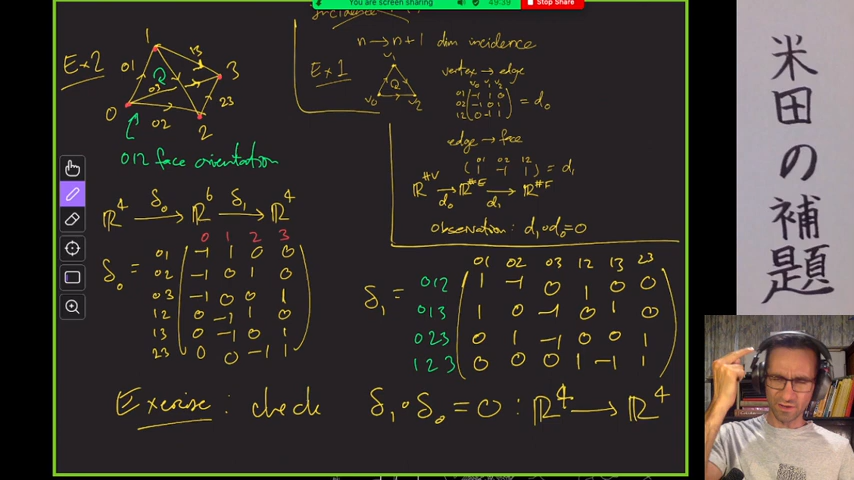 You are screen sharing 49:39 Stop Share
n → n+1 dim incidence
Ex 2
1
01
13
3
03
0
02
2
23
012 face orientation
Ex 1
v₁
v₀ v₂
vertex → edge
v₀ v₁ v₂
01 -1 1 0
02 -1 0 1
12 0 -1 1
= d₀
edge → face
01 02 12
(1 -1 1) = d₁
ℝ^#V → ℝ^#E → ℝ^#F
d₀ d₁
observation: d₁∘d₀=0
ℝ⁴ —δ₀→ ℝ⁶ —δ₁→ ℝ⁴
0 1 2 3
δ₀ =
01 -1 1 0 0
02 -1 0 1 0
03 -1 0 0 1
12 0 -1 1 0
13 0 -1 0 1
23 0 0 -1 1
01 02 03 12 13 23
δ₁ =
012 1 -1 0 1 0 0
013 1 0 -1 0 1 0
023 0 1 -1 0 0 1
123 0 0 0 1 -1 1
Exercise: check δ₁∘δ₀ = 0 : ℝ⁴ → ℝ⁴
米田の補題